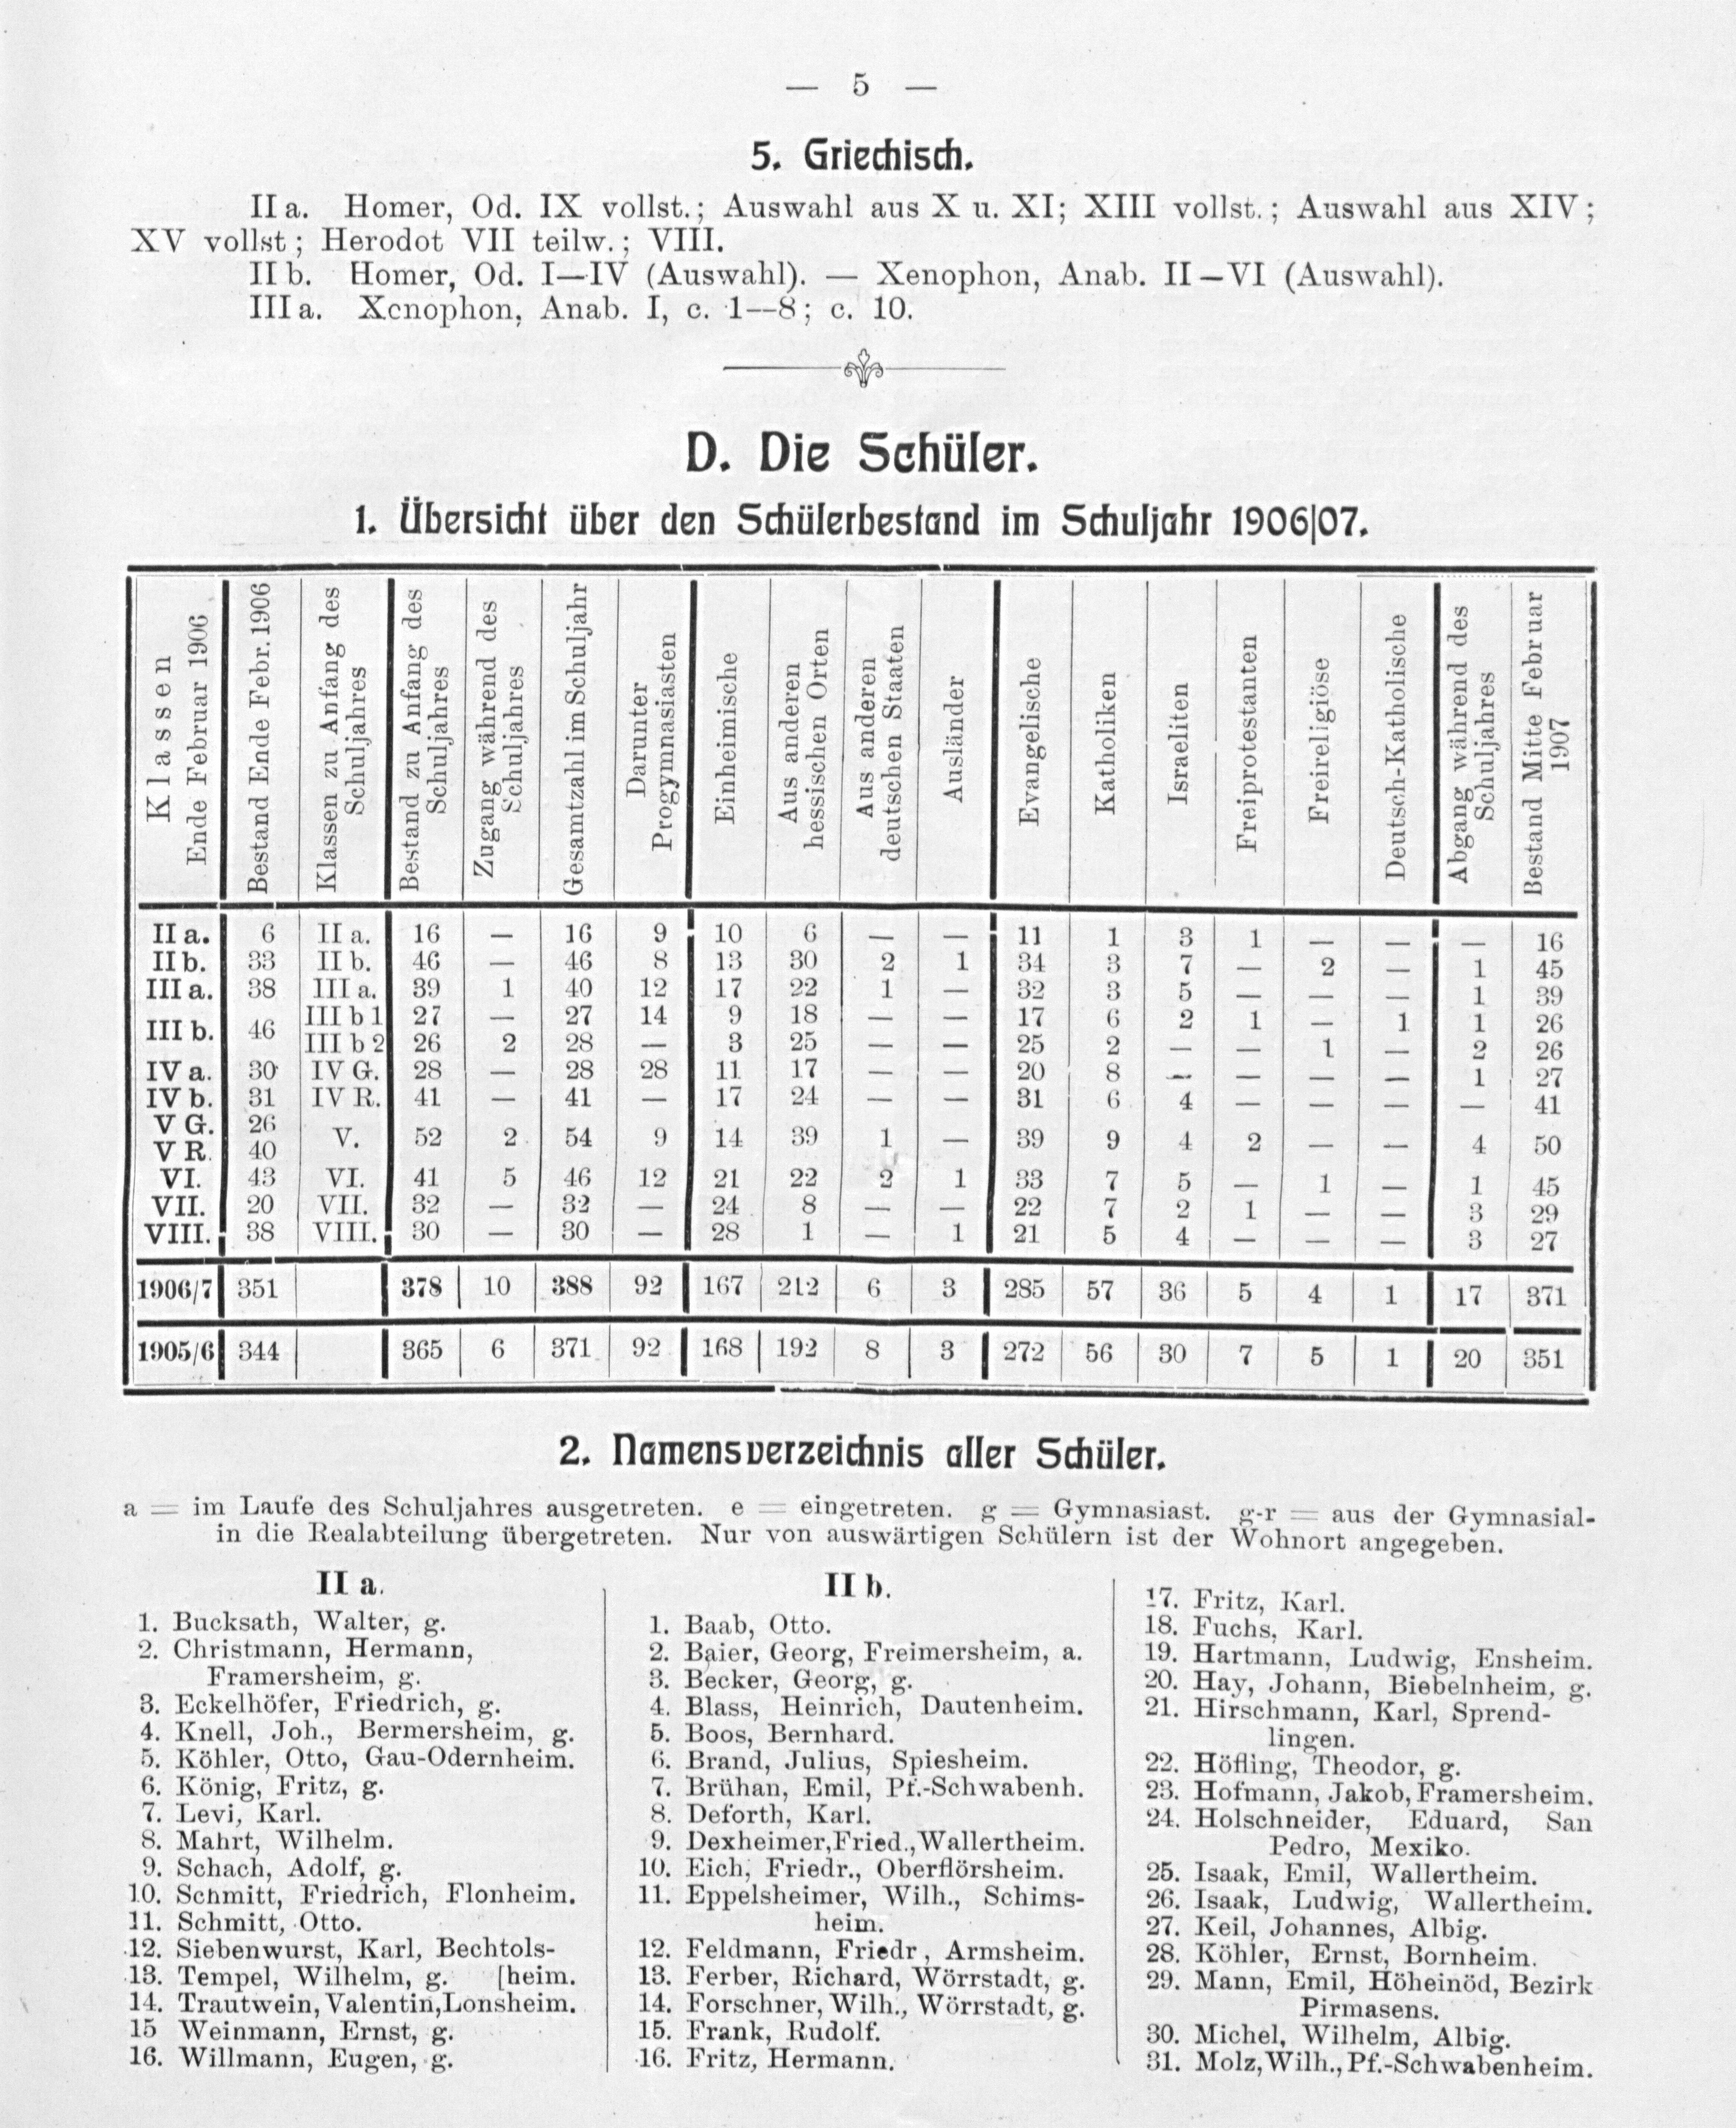 — 5 —
5. Griechisch.
II a. Homer, Od. IX vollst.; Auswahl aus X u. XI; XIII vollst.; Auswahl aus XIV;
XV vollst; Herodot VII teilw.; VIII.
II b. Homer, Od. I—IV (Auswahl). — Xenophon, Anab. II—VI (Auswahl).
III a. Xcnophon, Anab. I, c. 1—8; c. 10.
D. Die Schüler.
1. Übersicht über den Schülerbestand im Schuljahr 1906|07.
Klassen Ende Februar 1906
Bestand Ende Febr. 1906
Klassen zu Anfang des Schuljahres
Bestand zu Anfang des Schuljahres
Zugang während des Schuljahres
Gesamtzahl im Schuljahr
Darunter Progymnasiasten
Einheimische
Aus anderen hessischen Orten
Aus anderen deutschen Staaten
Ausländer
Evangelische
Katholiken
Israeliten
Freiprotestanten
Freireligiöse
Deutsch-Katholische
Abgang während des Schuljahres
Bestand Mitte Februar 1907
II a. 6 II a. 16 — 16 9 10 6 — — 11 1 3 1 — — — 16
II b. 33 II b. 46 — 46 8 13 30 2 1 34 3 7 — 2 — 1 45
III a. 38 III a. 39 1 40 12 17 22 1 — 32 3 5 — — — 1 39
III b. 46 III b 1 27 — 27 14 9 18 — — 17 6 2 1 — 1 1 26
III b 2 26 2 28 — 3 25 — — 25 2 — — 1 — 2 26
IV a. 30 IV G. 28 — 28 28 11 17 — — 20 8 — — — — 1 27
IV b. 31 IV R. 41 — 41 — 17 24 — — 31 6 4 — — — — 41
V G. 26
V. 52 2 54 9 14 39 1 — 39 9 4 2 — — 4 50
V R. 40
VI. 43 VI. 41 5 46 12 21 22 2 1 33 7 5 — 1 — 1 45
VII. 20 VII. 32 — 32 — 24 8 — — 22 7 2 1 — — 3 29
VIII. 38 VIII. 30 — 30 — 28 1 — 1 21 5 4 — — — 3 27
1906/7 351 378 10 388 92 167 212 6 3 285 57 36 5 4 1 17 371
1905/6 344 365 6 371 92 168 192 8 3 272 56 30 7 5 1 20 351
2. Namensverzeichnis aller Schüler.
a = im Laufe des Schuljahres ausgetreten. e = eingetreten. g = Gymnasiast. g-r = aus der Gymnasial-
in die Realabteilung übergetreten. Nur von auswärtigen Schülern ist der Wohnort angegeben.
II a.
1. Bucksath, Walter, g.
2. Christmann, Hermann,
Framersheim, g.
3. Eckelhöfer, Friedrich, g.
4. Knell, Joh., Bermersheim, g.
5. Köhler, Otto, Gau-Odernheim.
6. König, Fritz, g.
7. Levi, Karl.
8. Mahrt, Wilhelm.
9. Schach, Adolf, g.
10. Schmitt, Friedrich, Flonheim.
11. Schmitt, Otto.
12. Siebenwurst, Karl, Bechtols-
13. Tempel, Wilhelm, g. [heim.
14. Trautwein, Valentin, Lonsheim.
15 Weinmann, Ernst, g.
16. Willmann, Eugen, g.
II b.
1. Baab, Otto.
2. Baier, Georg, Freimersheim, a.
3. Becker, Georg, g.
4. Blass, Heinrich, Dautenheim.
5. Boos, Bernhard.
6. Brand, Julius, Spiesheim.
7. Brühan, Emil, Pf.-Schwabenh.
8. Deforth, Karl.
9. Dexheimer, Fried., Wallertheim.
10. Eich, Friedr., Oberflörsheim.
11. Eppelsheimer, Wilh., Schims-
heim.
12. Feldmann, Friedr, Armsheim.
13. Ferber, Richard, Wörrstadt, g.
14. Forschner, Wilh., Wörrstadt, g.
15. Frank, Rudolf.
16. Fritz, Hermann.
17. Fritz, Karl.
18. Fuchs, Karl.
19. Hartmann, Ludwig, Ensheim.
20. Hay, Johann, Biebelnheim, g.
21. Hirschmann, Karl, Sprend-
lingen.
22. Höfling, Theodor, g.
23. Hofmann, Jakob, Framersheim.
24. Holschneider, Eduard, San
Pedro, Mexiko.
25. Isaak, Emil, Wallertheim.
26. Isaak, Ludwig, Wallertheim.
27. Keil, Johannes, Albig.
28. Köhler, Ernst, Bornheim.
29. Mann, Emil, Höheinöd, Bezirk
Pirmasens.
30. Michel, Wilhelm, Albig.
31. Molz, Wilh., Pf.-Schwabenheim.